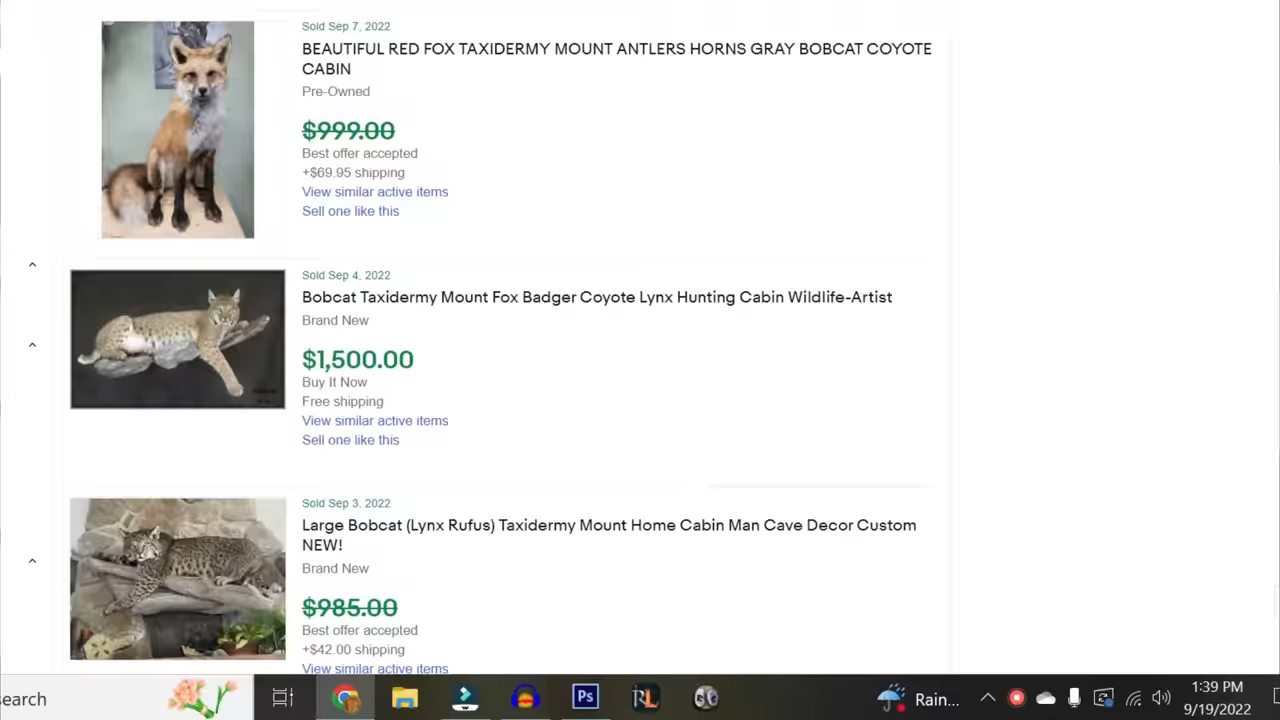 Sold Sep 7, 2022
BEAUTIFUL RED FOX TAXIDERMY MOUNT ANTLERS HORNS GRAY BOBCAT COYOTE
CABIN
Pre-Owned
$999.00
Best offer accepted
+$69.95 shipping
View similar active items
Sell one like this
Sold Sep 4, 2022
Bobcat Taxidermy Mount Fox Badger Coyote Lynx Hunting Cabin Wildlife-Artist
Brand New
$1,500.00
Buy It Now
Free shipping
View similar active items
Sell one like this
Sold Sep 3, 2022
Large Bobcat (Lynx Rufus) Taxidermy Mount Home Cabin Man Cave Decor Custom
NEW!
Brand New
$985.00
Best offer accepted
+$42.00 shipping
View similar active items
search
Ps
RL
Rain...
1:39 PM
9/19/2022